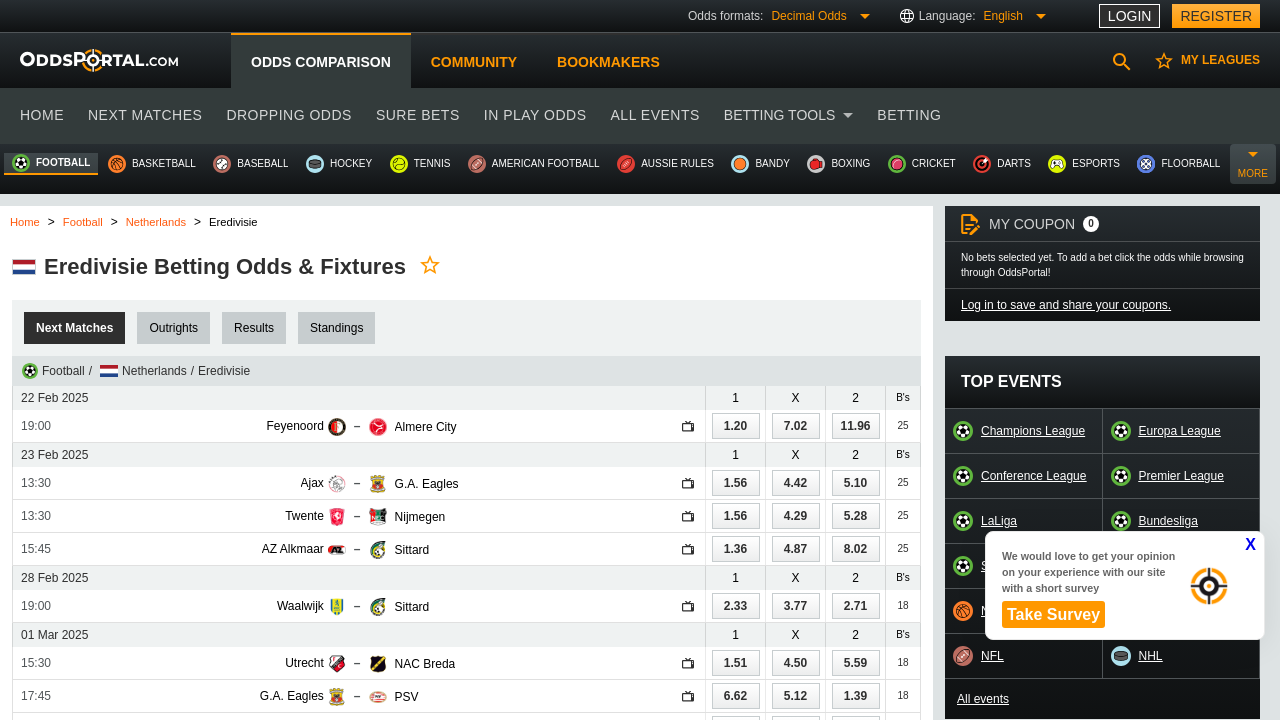 Odds formats: Decimal Odds Language: English LOGIN REGISTER
ODDSPORTAL.COM ODDS COMPARISON COMMUNITY BOOKMAKERS MY LEAGUES
HOME NEXT MATCHES DROPPING ODDS SURE BETS IN PLAY ODDS ALL EVENTS BETTING TOOLS BETTING
FOOTBALL BASKETBALL BASEBALL HOCKEY TENNIS AMERICAN FOOTBALL AUSSIE RULES BANDY BOXING CRICKET DARTS ESPORTS FLOORBALL MORE
Home > Football > Netherlands > Eredivisie
Eredivisie Betting Odds & Fixtures
Next Matches Outrights Results Standings
Football / Netherlands / Eredivisie
22 Feb 2025 1 X 2 B's
19:00 Feyenoord – Almere City 1.20 7.02 11.96 25
23 Feb 2025 1 X 2 B's
13:30 Ajax – G.A. Eagles 1.56 4.42 5.10 25
13:30 Twente – Nijmegen 1.56 4.29 5.28 25
15:45 AZ Alkmaar – Sittard 1.36 4.87 8.02 25
28 Feb 2025 1 X 2 B's
19:00 Waalwijk – Sittard 2.33 3.77 2.71 18
01 Mar 2025 1 X 2 B's
15:30 Utrecht – NAC Breda 1.51 4.50 5.59 18
17:45 G.A. Eagles – PSV 6.62 5.12 1.39 18
MY COUPON 0
No bets selected yet. To add a bet click the odds while browsing
through OddsPortal!
Log in to save and share your coupons.
TOP EVENTS
Champions League Europa League
Conference League Premier League
LaLiga Bundesliga
X
We would love to get your opinion
on your experience with our site
with a short survey
Take Survey
NFL NHL
All events